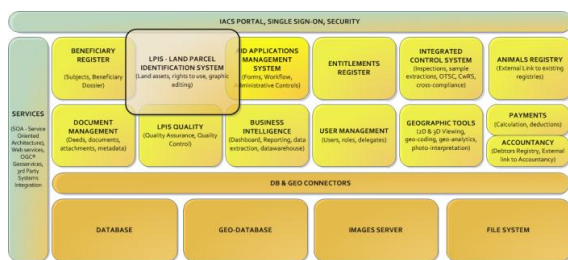 IACS PORTAL, SINGLE SIGN-ON, SECURITY
SERVICES
(SOA - Service
Oriented
Architecture),
Web services,
OGC®
Geoservices,
3rd Party
Systems
Integration
BENEFICIARY
REGISTER
(Subjects, Beneficiary
Dossier)
LPIS - LAND PARCEL
IDENTIFICATION SYSTEM
(Land assets, rights to use, graphic
editing)
ID APPLICATIONS
MANAGEMENT
SYSTEM
(Forms, Workflow,
Administrative Controls)
ENTITLEMENTS
REGISTER
INTEGRATED
CONTROL SYSTEM
(Inspections, sample
extractions, OTSC, CwRS,
cross-compliance)
ANIMALS REGISTRY
(External Link to existing
registries)
DOCUMENT
MANAGEMENT
(Deeds, documents,
attachments, metadata)
LPIS QUALITY
(Quality Assurance, Quality
Control)
BUSINESS
INTELLIGENCE
(Dashboard, Reporting, data
extraction, datawarehouse)
USER MANAGEMENT
(Users, roles, delegates)
GEOGRAPHIC TOOLS
(2D & 3D Viewing,
geo-coding, geo-analytics,
photo-interpretation)
PAYMENTS
(Calculation, deductions)
ACCOUNTANCY
(Debtors Registry, External
link to Accountancy)
DB & GEO CONNECTORS
DATABASE
GEO-DATABASE
IMAGES SERVER
FILE SYSTEM